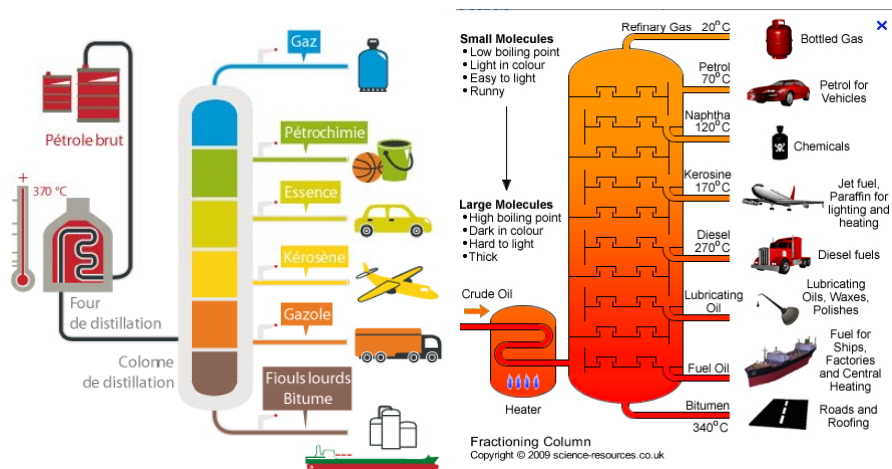 Gaz
Pétrole brut
Pétrochimie
+
370 °C
Essence
Kérosène
Four
de distillation
Gazole
Colonne
de distillation
Fiouls lourds
Bitume
Small Molecules
• Low boiling point
• Light in colour
• Easy to light
• Runny
Large Molecules
• High boiling point
• Dark in colour
• Hard to light
• Thick
Crude Oil
Heater
Refinary Gas 20°C
Bottled Gas
Petrol
70°C
Petrol for
Vehicles
Naphtha
120°C
Chemicals
Kerosine
170°C
Jet fuel,
Paraffin for
lighting and
heating
Diesel
270°C
Diesel fuels
Lubricating
Oil
Lubricating
Oils, Waxes,
Polishes
Fuel Oil
Fuel for
Ships,
Factories
and Central
Heating
Bitumen
340°C
Roads and
Roofing
Fractioning Column
Copyright © 2009 science-resources.co.uk